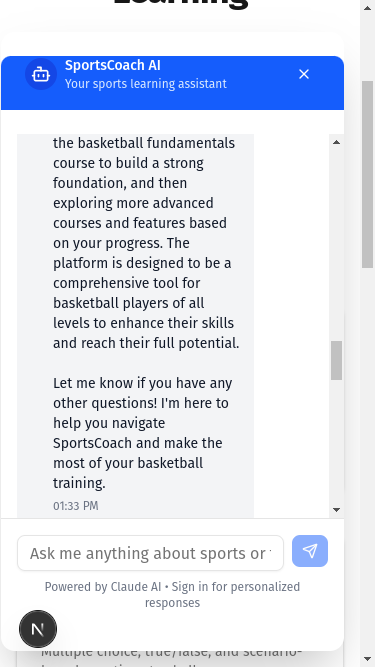 Learning
SportsCoach AI
Your sports learning assistant
the basketball fundamentals
course to build a strong
foundation, and then
exploring more advanced
courses and features based
on your progress. The
platform is designed to be a
comprehensive tool for
basketball players of all
levels to enhance their skills
and reach their full potential.
Let me know if you have any
other questions! I'm here to
help you navigate
SportsCoach and make the
most of your basketball
training.
01:33 PM
Ask me anything about sports or
Powered by Claude AI • Sign in for personalized
responses
N
Multiple choice, true/false, and scenario-